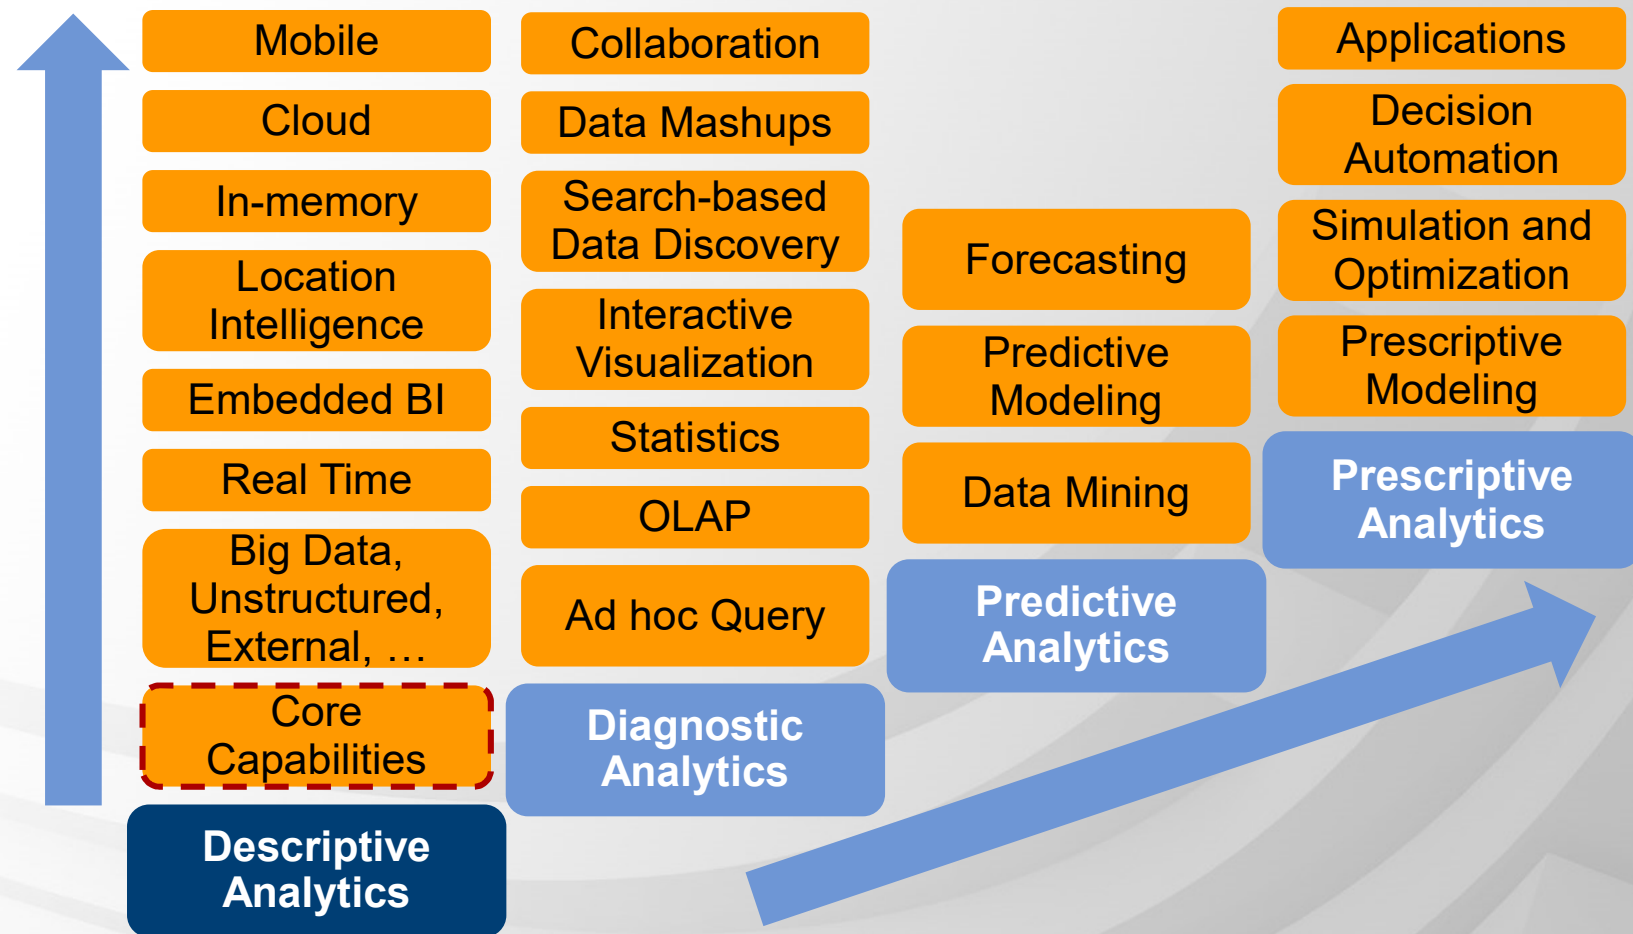 Mobile
Cloud
In-memory
Location
Intelligence
Embedded BI
Real Time
Big Data,
Unstructured,
External, …
Core
Capabilities
Descriptive
Analytics
Collaboration
Data Mashups
Search-based
Data Discovery
Interactive
Visualization
Statistics
OLAP
Ad hoc Query
Diagnostic
Analytics
Forecasting
Predictive
Modeling
Data Mining
Predictive
Analytics
Applications
Decision
Automation
Simulation and
Optimization
Prescriptive
Modeling
Prescriptive
Analytics